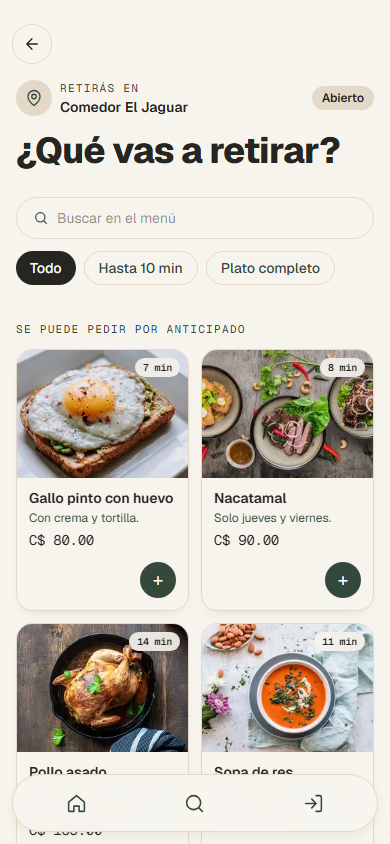 RETIRÁS EN
Comedor El Jaguar
Abierto
¿Qué vas a retirar?
Buscar en el menú
Todo
Hasta 10 min
Plato completo
SE PUEDE PEDIR POR ANTICIPADO
7 min
8 min
Gallo pinto con huevo
Con crema y tortilla.
C$ 80.00
+
Nacatamal
Solo jueves y viernes.
C$ 90.00
+
14 min
11 min
Pollo asado
Sopa de res